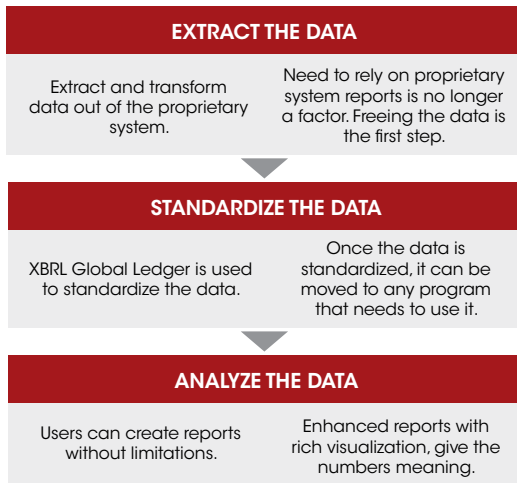 EXTRACT THE DATA
Extract and transform
data out of the proprietary
system.
Need to rely on proprietary
system reports is no longer
a factor. Freeing the data is
the first step.
STANDARDIZE THE DATA
XBRL Global Ledger is used
to standardize the data.
Once the data is
standardized, it can be
moved to any program
that needs to use it.
ANALYZE THE DATA
Users can create reports
without limitations.
Enhanced reports with
rich visualization, give the
numbers meaning.